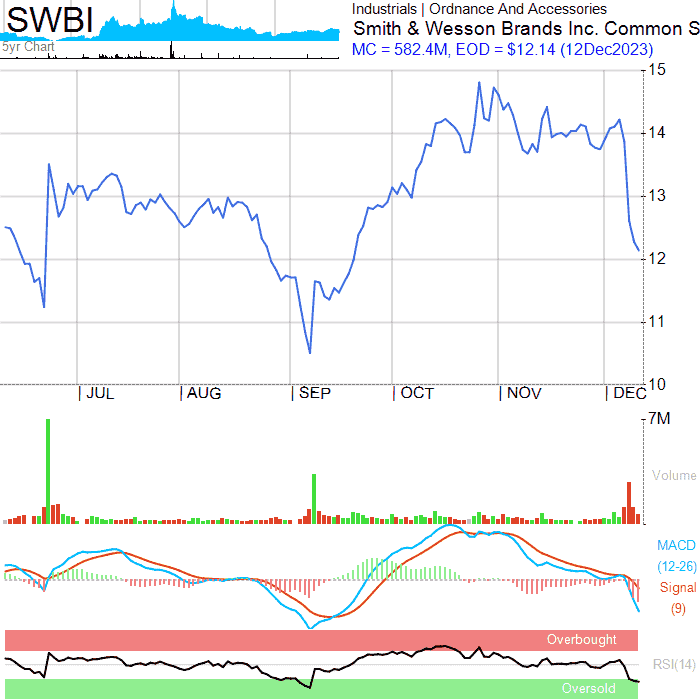 SWBI
5yr Chart
Industrials | Ordnance And Accessories
Smith & Wesson Brands Inc. Common S
MC = 582.4M, EOD = $12.14 (12Dec2023)
15
14
13
12
11
10
| JUL | AUG | SEP | OCT | NOV | DEC
7M
Volume
MACD
(12-26)
Signal
(9)
Overbought
RSI(14)
Oversold